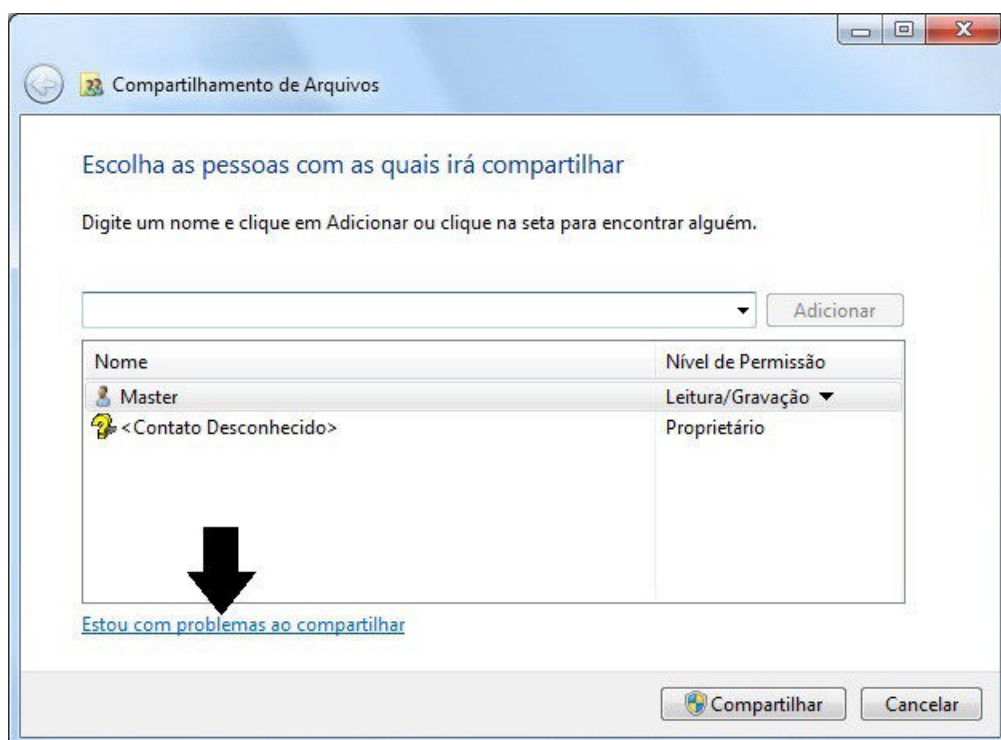 Compartilhamento de Arquivos
Escolha as pessoas com as quais irá compartilhar
Digite um nome e clique em Adicionar ou clique na seta para encontrar alguém.
Adicionar
Nome Nível de Permissão
Master Leitura/Gravação
<Contato Desconhecido> Proprietário
Estou com problemas ao compartilhar
Compartilhar Cancelar